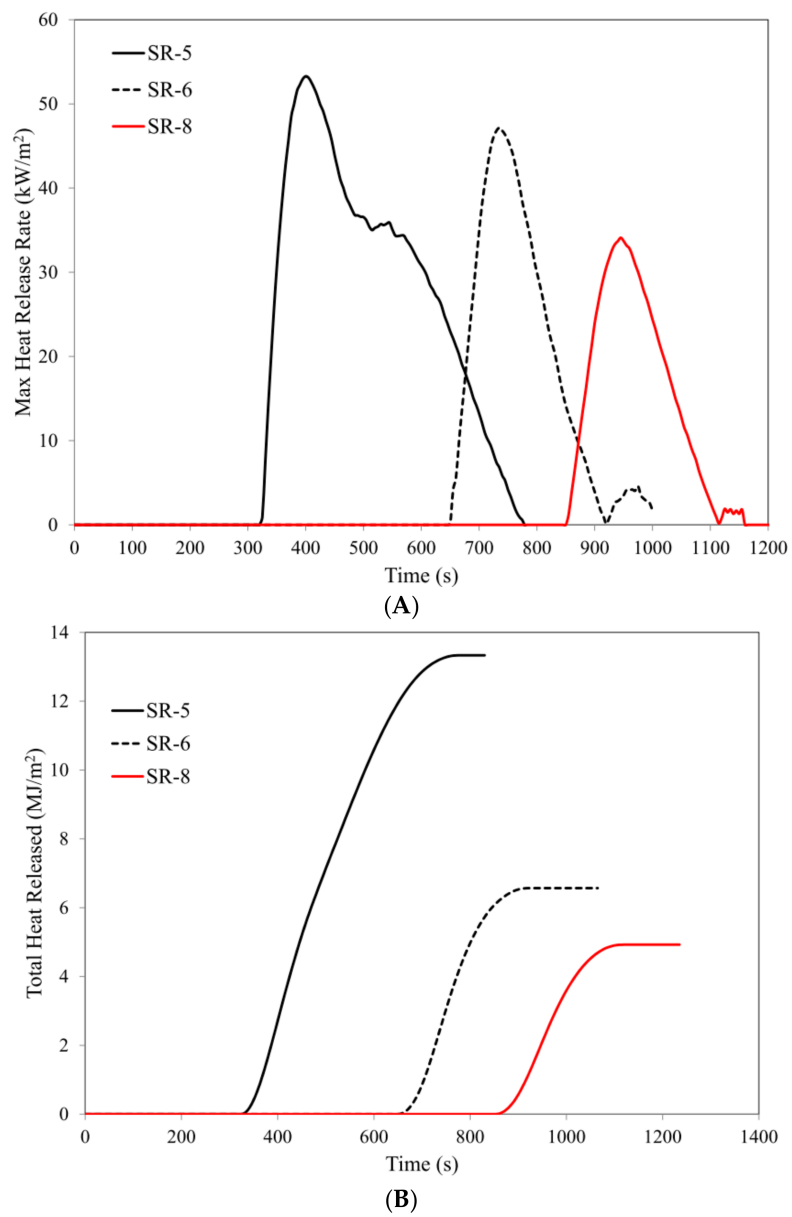 60
50
40
30
20
10
0
Max Heat Release Rate (kW/m²)
SR-5
SR-6
SR-8
0 100 200 300 400 500 600 700 800 900 1000 1100 1200
Time (s)
(A)
14
12
10
8
6
4
2
0
Total Heat Released (MJ/m²)
SR-5
SR-6
SR-8
0 200 400 600 800 1000 1200 1400
Time (s)
(B)